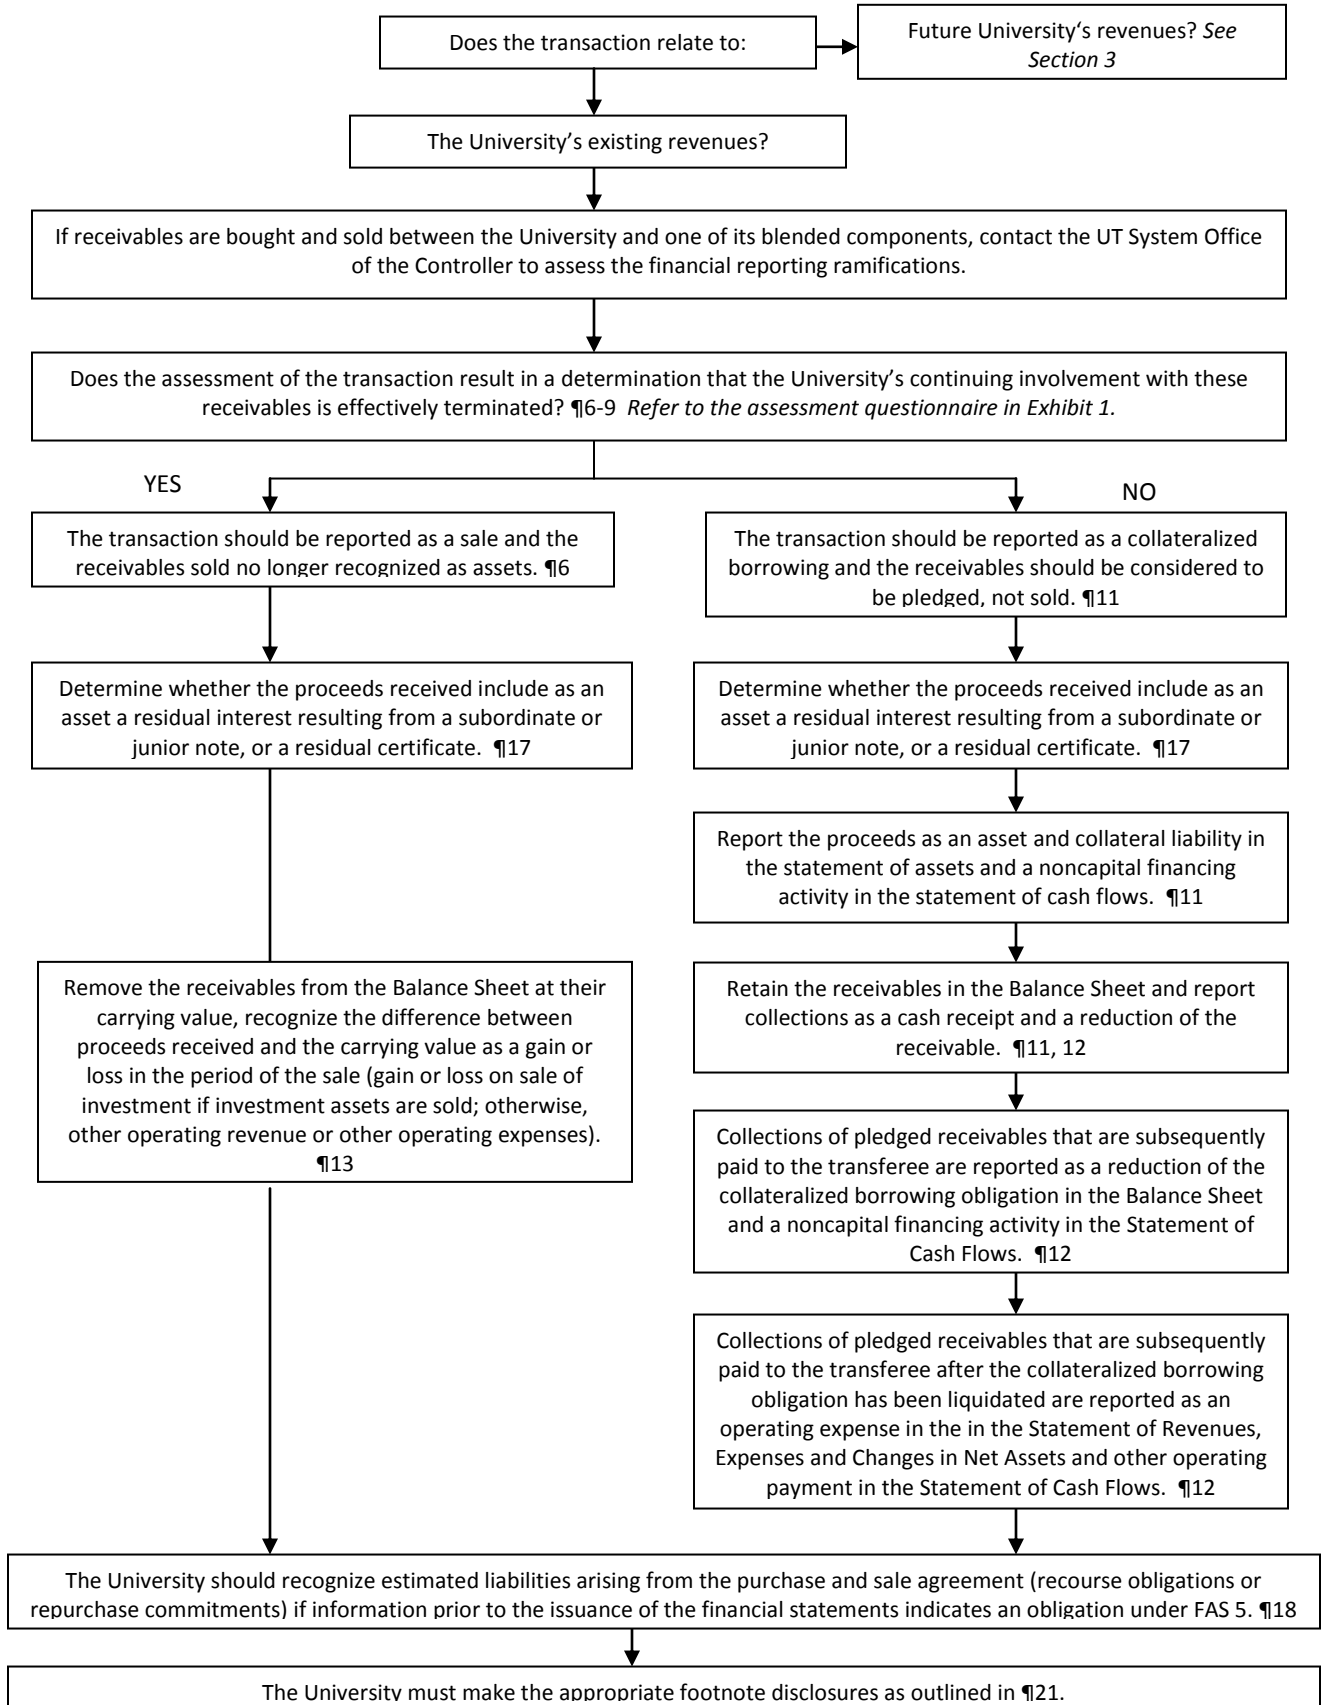 Does the transaction relate to:
Future University‘s revenues? See
Section 3
The University’s existing revenues?
If receivables are bought and sold between the University and one of its blended components, contact the UT System Office
of the Controller to assess the financial reporting ramifications.
Does the assessment of the transaction result in a determination that the University’s continuing involvement with these
receivables is effectively terminated? ¶6-9 Refer to the assessment questionnaire in Exhibit 1.
YES
NO
The transaction should be reported as a sale and the
receivables sold no longer recognized as assets. ¶6
The transaction should be reported as a collateralized
borrowing and the receivables should be considered to
be pledged, not sold. ¶11
Determine whether the proceeds received include as an
asset a residual interest resulting from a subordinate or
junior note, or a residual certificate. ¶17
Determine whether the proceeds received include as an
asset a residual interest resulting from a subordinate or
junior note, or a residual certificate. ¶17
Report the proceeds as an asset and collateral liability in
the statement of assets and a noncapital financing
activity in the statement of cash flows. ¶11
Remove the receivables from the Balance Sheet at their
carrying value, recognize the difference between
proceeds received and the carrying value as a gain or
loss in the period of the sale (gain or loss on sale of
investment if investment assets are sold; otherwise,
other operating revenue or other operating expenses).
¶13
Retain the receivables in the Balance Sheet and report
collections as a cash receipt and a reduction of the
receivable. ¶11, 12
Collections of pledged receivables that are subsequently
paid to the transferee are reported as a reduction of the
collateralized borrowing obligation in the Balance Sheet
and a noncapital financing activity in the Statement of
Cash Flows. ¶12
Collections of pledged receivables that are subsequently
paid to the transferee after the collateralized borrowing
obligation has been liquidated are reported as an
operating expense in the in the Statement of Revenues,
Expenses and Changes in Net Assets and other operating
payment in the Statement of Cash Flows. ¶12
The University should recognize estimated liabilities arising from the purchase and sale agreement (recourse obligations or
repurchase commitments) if information prior to the issuance of the financial statements indicates an obligation under FAS 5. ¶18
The University must make the appropriate footnote disclosures as outlined in ¶21.